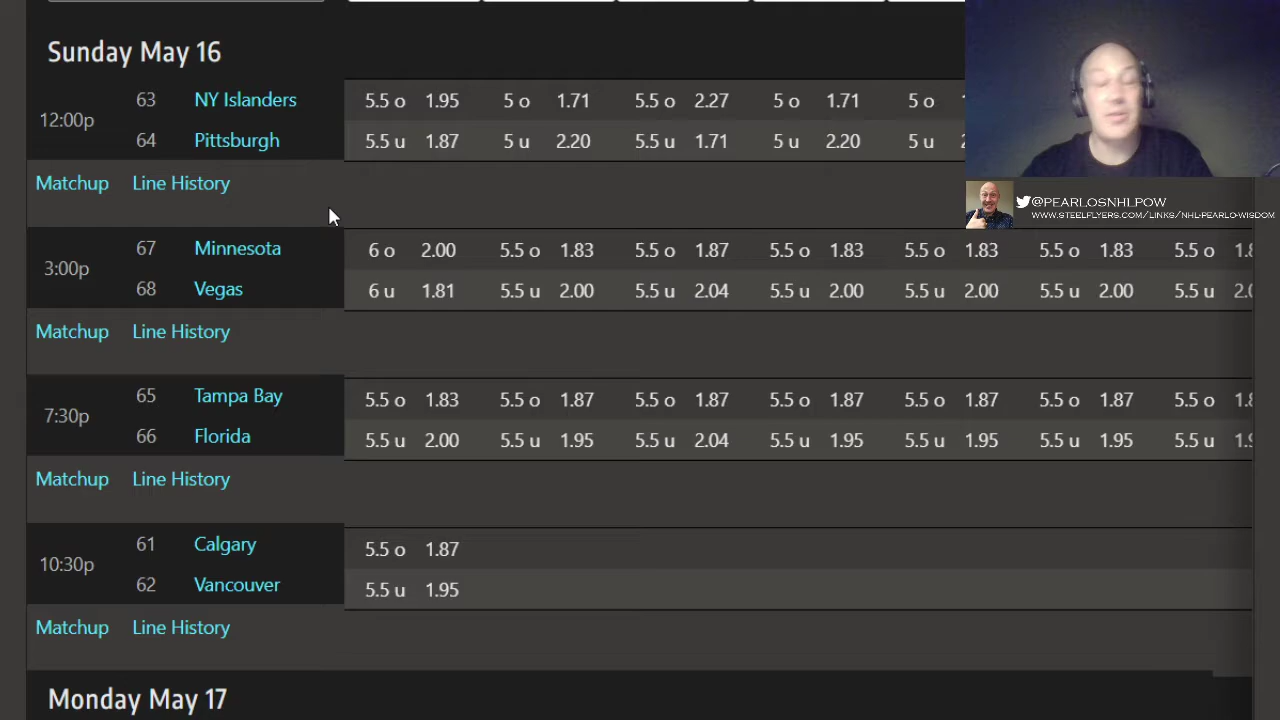 Sunday May 16
12:00p
63 NY Islanders 5.5 o 1.95 5 o 1.71 5.5 o 2.27 5 o 1.71 5 o
64 Pittsburgh 5.5 u 1.87 5 u 2.20 5.5 u 1.71 5 u 2.20 5 u
Matchup Line History
@PEARLOSNHLPOW
WWW.STEELFLYERS.COM/LINKS/NHL-PEARLO-WISDOM
3:00p
67 Minnesota 6 o 2.00 5.5 o 1.83 5.5 o 1.87 5.5 o 1.83 5.5 o 1.83 5.5 o 1.83 5.5 o
68 Vegas 6 u 1.81 5.5 u 2.00 5.5 u 2.04 5.5 u 2.00 5.5 u 2.00 5.5 u 2.00 5.5 u
Matchup Line History
7:30p
65 Tampa Bay 5.5 o 1.83 5.5 o 1.87 5.5 o 1.87 5.5 o 1.87 5.5 o 1.87 5.5 o 1.87 5.5 o
66 Florida 5.5 u 2.00 5.5 u 1.95 5.5 u 2.04 5.5 u 1.95 5.5 u 1.95 5.5 u 1.95 5.5 u
Matchup Line History
10:30p
61 Calgary 5.5 o 1.87
62 Vancouver 5.5 u 1.95
Matchup Line History
Monday May 17